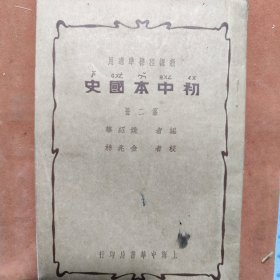 新課程標準適用
初中本國史
第二冊
編者 姚紹華
校者 金兆梓
上海中華書局印行